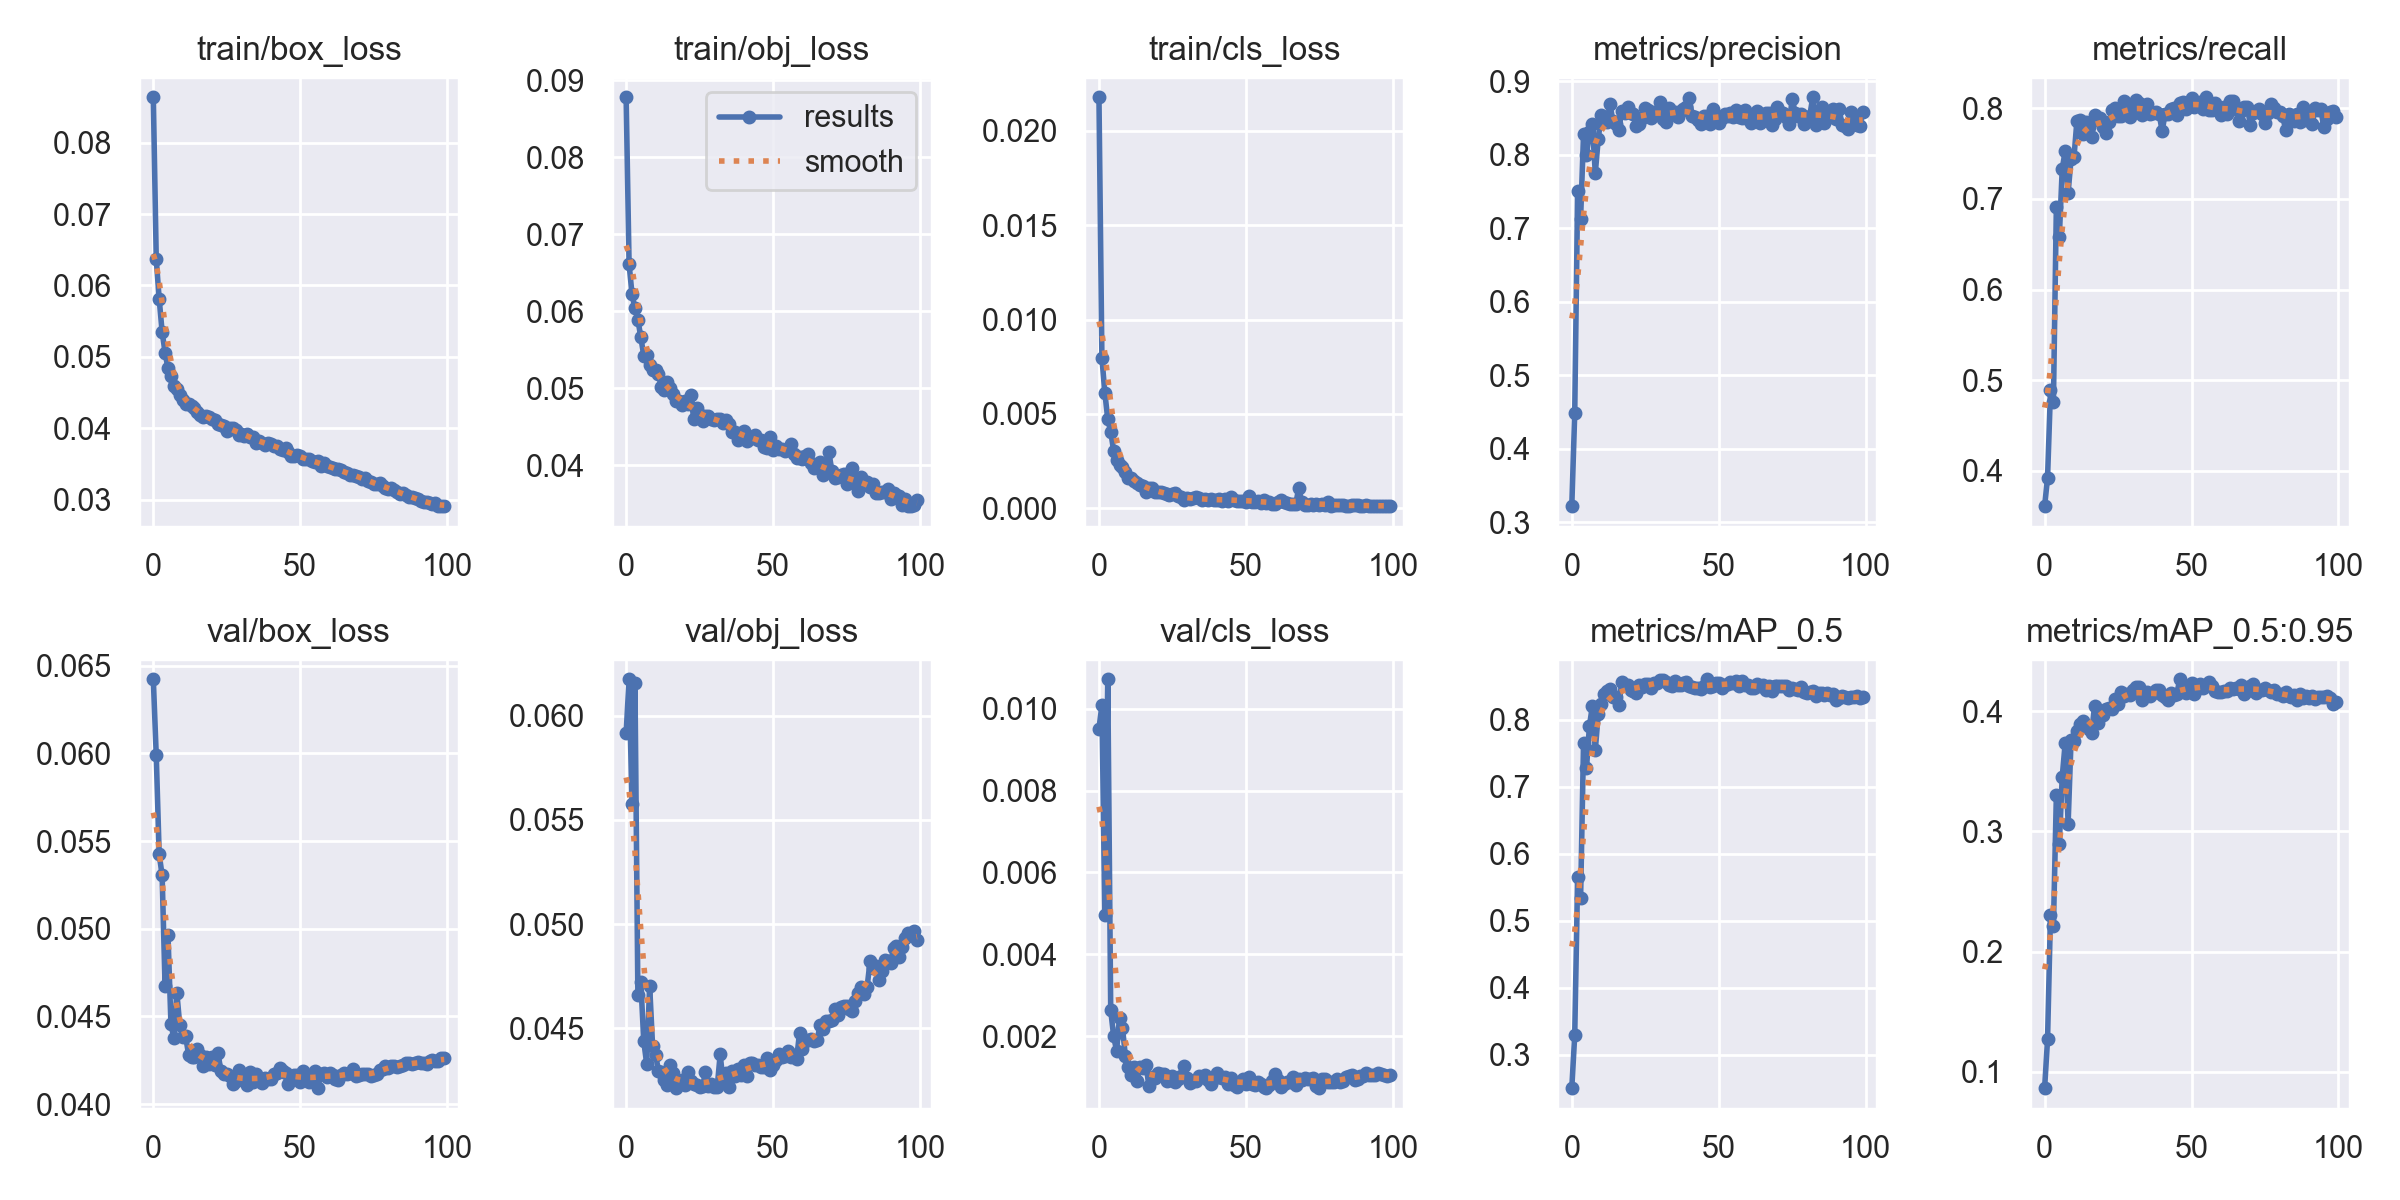 train/box_loss
0.08
0.07
0.06
0.05
0.04
0.03
0 50 100
train/obj_loss
results
smooth
0.09
0.08
0.07
0.06
0.05
0.04
0 50 100
train/cls_loss
0.020
0.015
0.010
0.005
0.000
0 50 100
metrics/precision
0.9
0.8
0.7
0.6
0.5
0.4
0.3
0 50 100
metrics/recall
0.8
0.7
0.6
0.5
0.4
0 50 100
val/box_loss
0.065
0.060
0.055
0.050
0.045
0.040
0 50 100
val/obj_loss
0.060
0.055
0.050
0.045
0 50 100
val/cls_loss
0.010
0.008
0.006
0.004
0.002
0 50 100
metrics/mAP_0.5
0.8
0.7
0.6
0.5
0.4
0.3
0 50 100
metrics/mAP_0.5:0.95
0.4
0.3
0.2
0.1
0 50 100